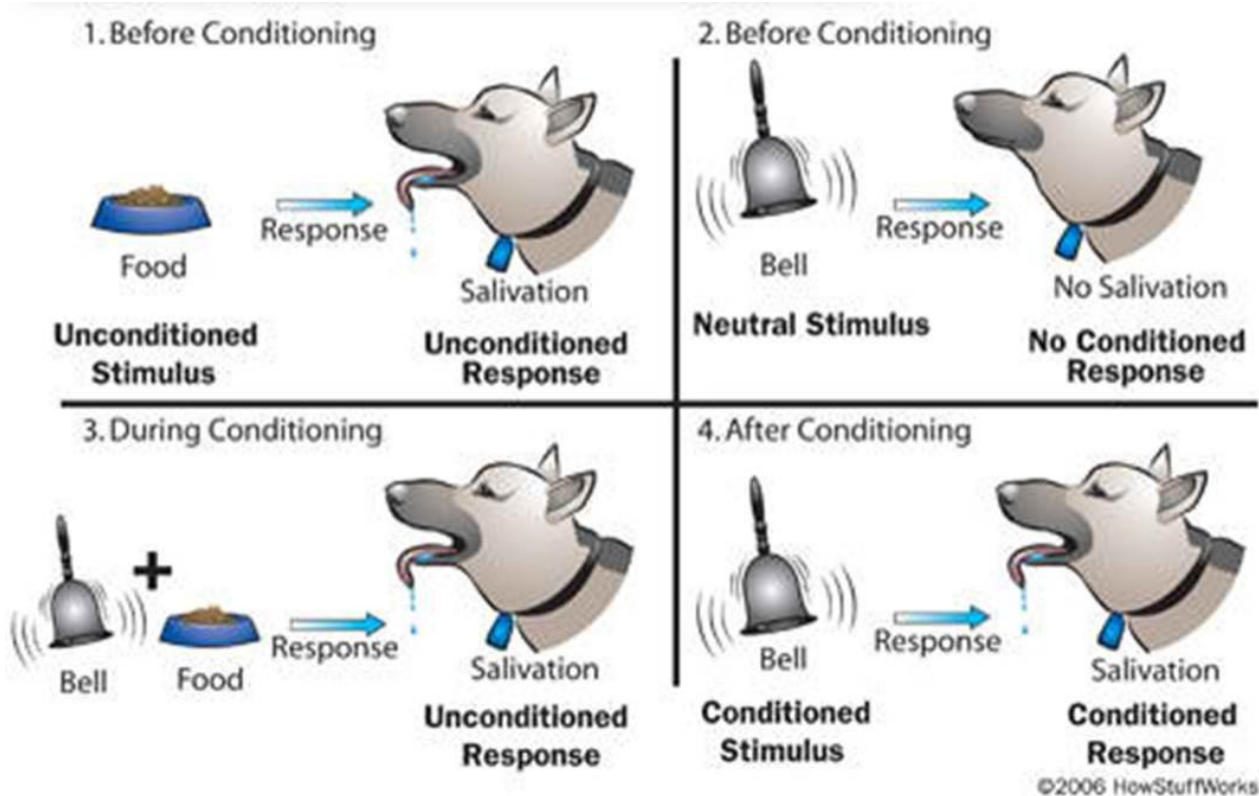 1. Before Conditioning
Response
Food
Salivation
Unconditioned
Stimulus
Unconditioned
Response
2. Before Conditioning
Response
Bell
No Salivation
Neutral Stimulus
No Conditioned
Response
3. During Conditioning
+
Response
Bell
Food
Salivation
Unconditioned
Response
4. After Conditioning
Response
Bell
Salivation
Conditioned
Stimulus
Conditioned
Response
©2006 HowStuffWorks